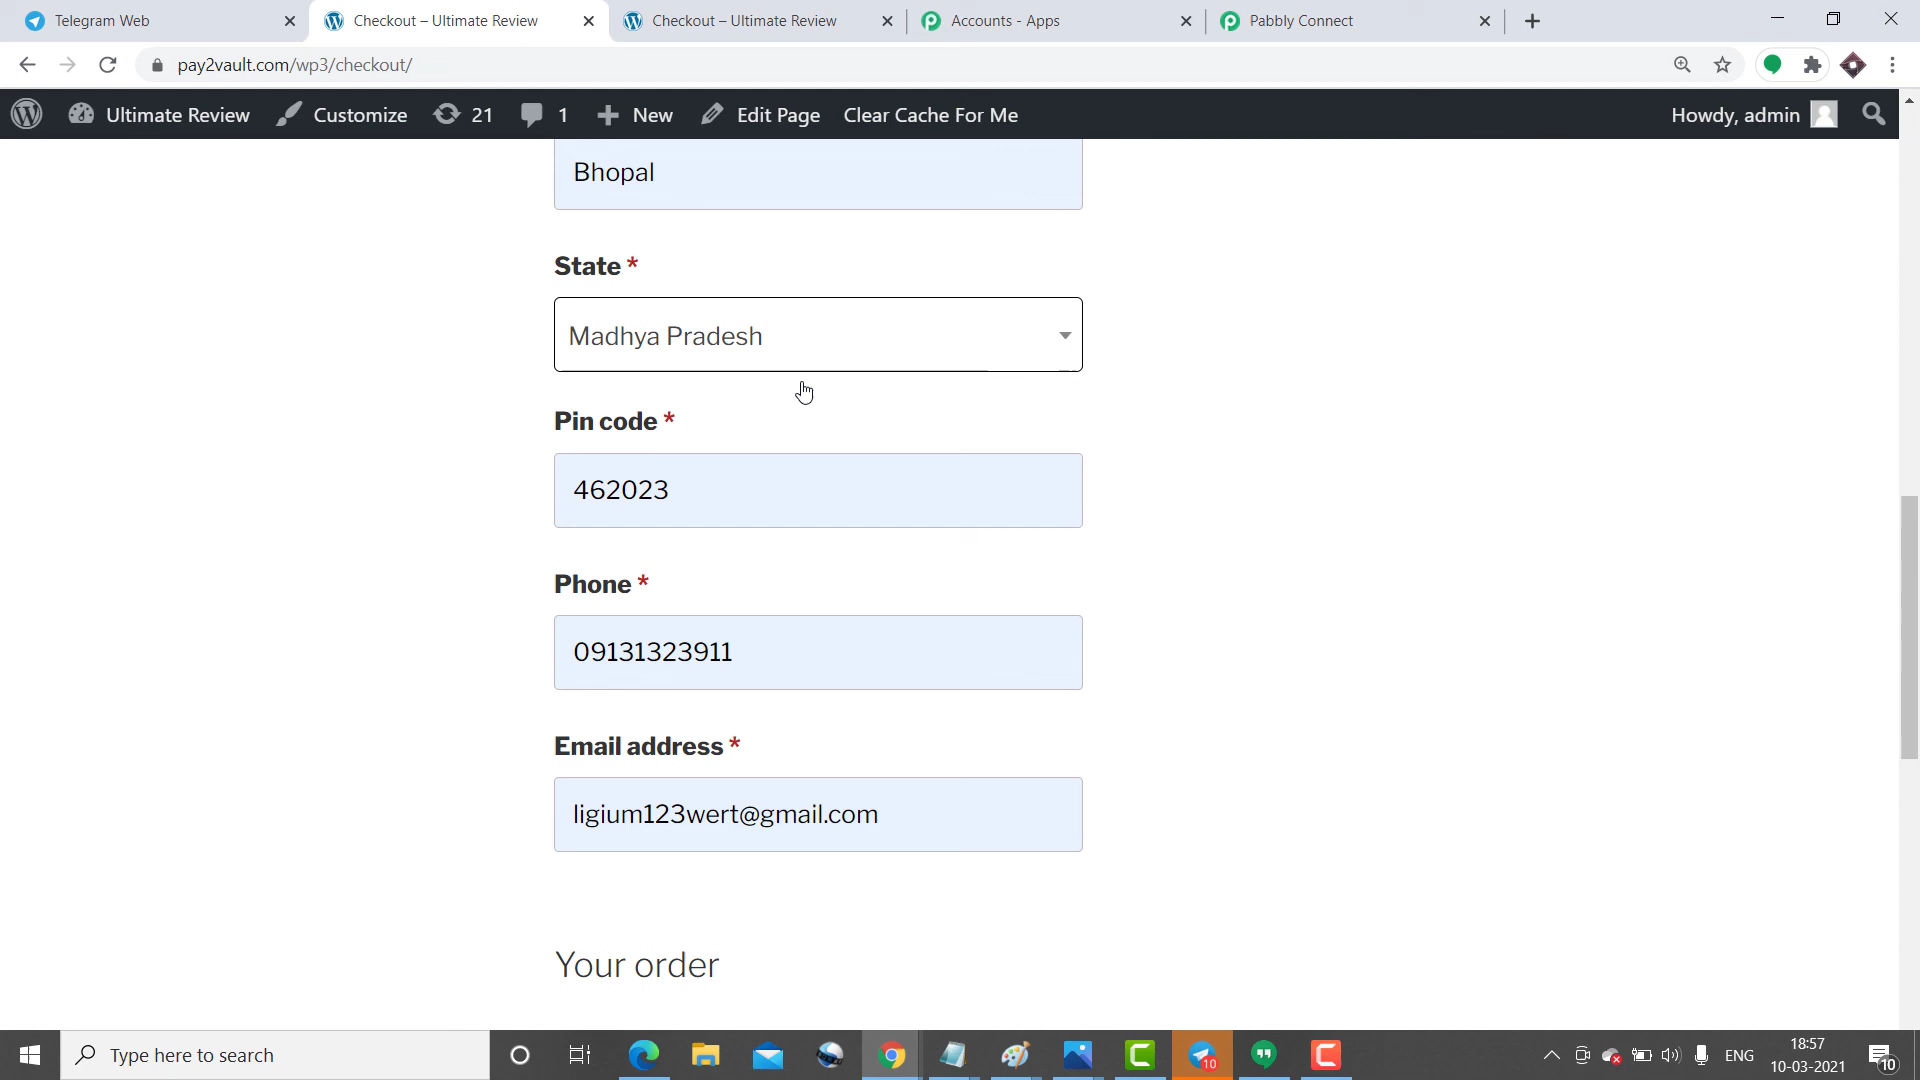 Telegram Web
Checkout – Ultimate Review
Checkout – Ultimate Review
Accounts - Apps
Pabbly Connect
pay2vault.com/wp3/checkout/
Ultimate Review
Customize
21
1
New
Edit Page
Clear Cache For Me
Howdy, admin
Bhopal
State *
Madhya Pradesh
Pin code *
462023
Phone *
09131323911
Email address *
ligium123wert@gmail.com
Your order
Type here to search
10
ENG
18:57
10-03-2021
10